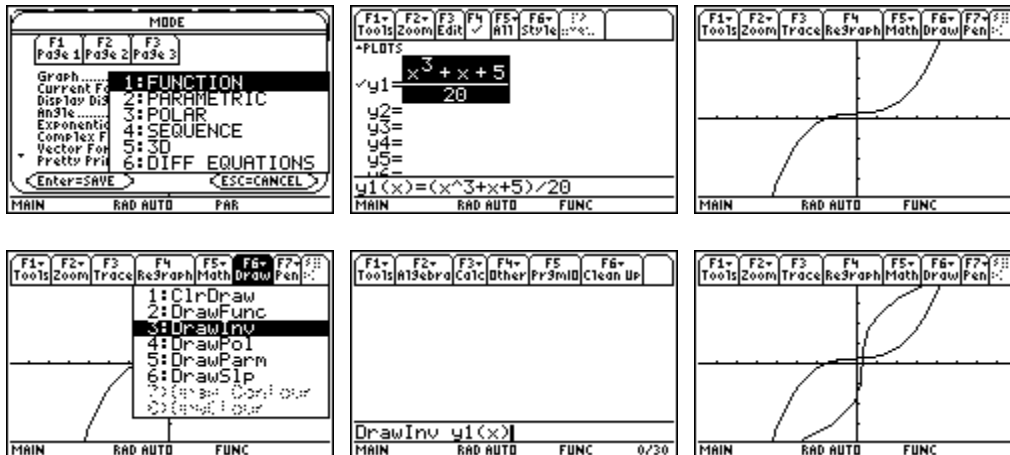 MODE
F1 F2 F3
Page 1 Page 2 Page 3
Graph......
Current Fo
Display Dig
Angle......
Exponentia
Complex F
Vector For
Pretty Pri
1:FUNCTION
2:PARAMETRIC
3:POLAR
4:SEQUENCE
5:3D
6:DIFF EQUATIONS
Enter=SAVE ESC=CANCEL
MAIN RAD AUTO PAR
F1 F2 F3 F4 F5 F6
Tools Zoom Edit ✓ All Style
PLOTS
✓y1= x³ + x + 5
20
y2=
y3=
y4=
y5=
y1(x)=(x^3+x+5)/20
MAIN RAD AUTO FUNC
F1 F2 F3 F4 F5 F6 F7
Tools Zoom Trace Regraph Math Draw Pen
MAIN RAD AUTO FUNC
F1 F2 F3 F4 F5 F6 F7
Tools Zoom Trace Regraph Math Draw Pen
1:ClrDraw
2:DrawFunc
3:DrawInv
4:DrawPol
5:DrawParm
6:DrawSlp
MAIN RAD AUTO FUNC
F1 F2 F3 F4 F5 F6
Tools Algebra Calc Other PrgmIO Clean Up
DrawInv y1(x)
MAIN RAD AUTO FUNC 0/30
F1 F2 F3 F4 F5 F6 F7
Tools Zoom Trace Regraph Math Draw Pen
MAIN RAD AUTO FUNC